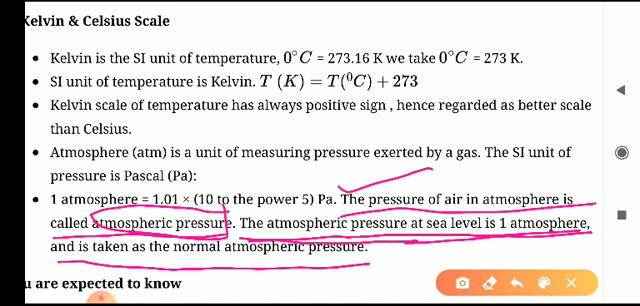 Kelvin & Celsius Scale
• Kelvin is the SI unit of temperature, 0°C = 273.16 K we take 0°C = 273 K.
• SI unit of temperature is Kelvin. T (K) = T(⁰C) + 273
• Kelvin scale of temperature has always positive sign , hence regarded as better scale
than Celsius.
• Atmosphere (atm) is a unit of measuring pressure exerted by a gas. The SI unit of
pressure is Pascal (Pa):
• 1 atmosphere = 1.01 × (10 to the power 5) Pa. The pressure of air in atmosphere is
called atmospheric pressure. The atmospheric pressure at sea level is 1 atmosphere,
and is taken as the normal atmospheric pressure.
u are expected to know